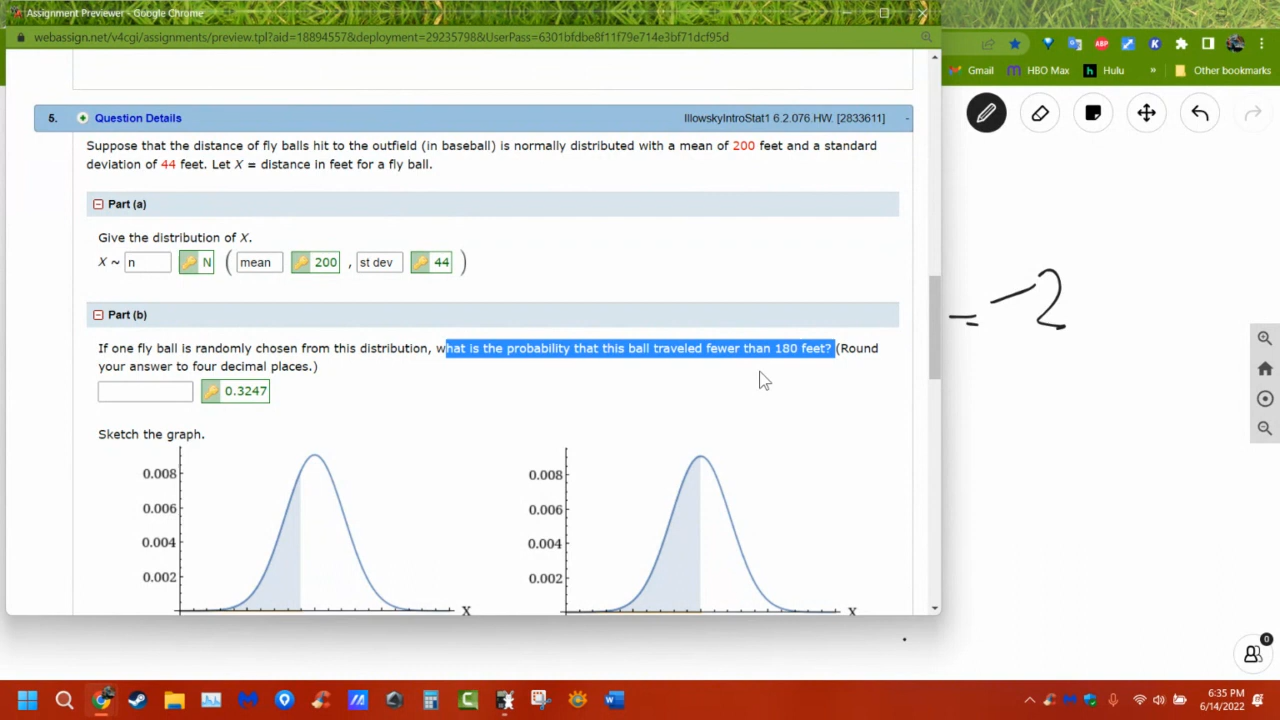 Assignment Previewer - Google Chrome
webassign.net/v4cgi/assignments/preview.tpl?aid=18894557&deployment=29235798&UserPass=6301bfdbe8f11f79e714e3bf71dcf95d
Gmail HBO Max Hulu » Other bookmarks
5. Question Details IllowskyIntroStat1 6.2.076.HW. [2833611] -
Suppose that the distance of fly balls hit to the outfield (in baseball) is normally distributed with a mean of 200 feet and a standard
deviation of 44 feet. Let X = distance in feet for a fly ball.
Part (a)
Give the distribution of X.
X ~ n N ( mean 200 , st dev 44 )
Part (b)
If one fly ball is randomly chosen from this distribution, what is the probability that this ball traveled fewer than 180 feet? (Round
your answer to four decimal places.)
0.3247
Sketch the graph.
0.008
0.006
0.004
0.002
X
0.008
0.006
0.004
0.002
X
= -2
ABP
K
0
6:35 PM
6/14/2022